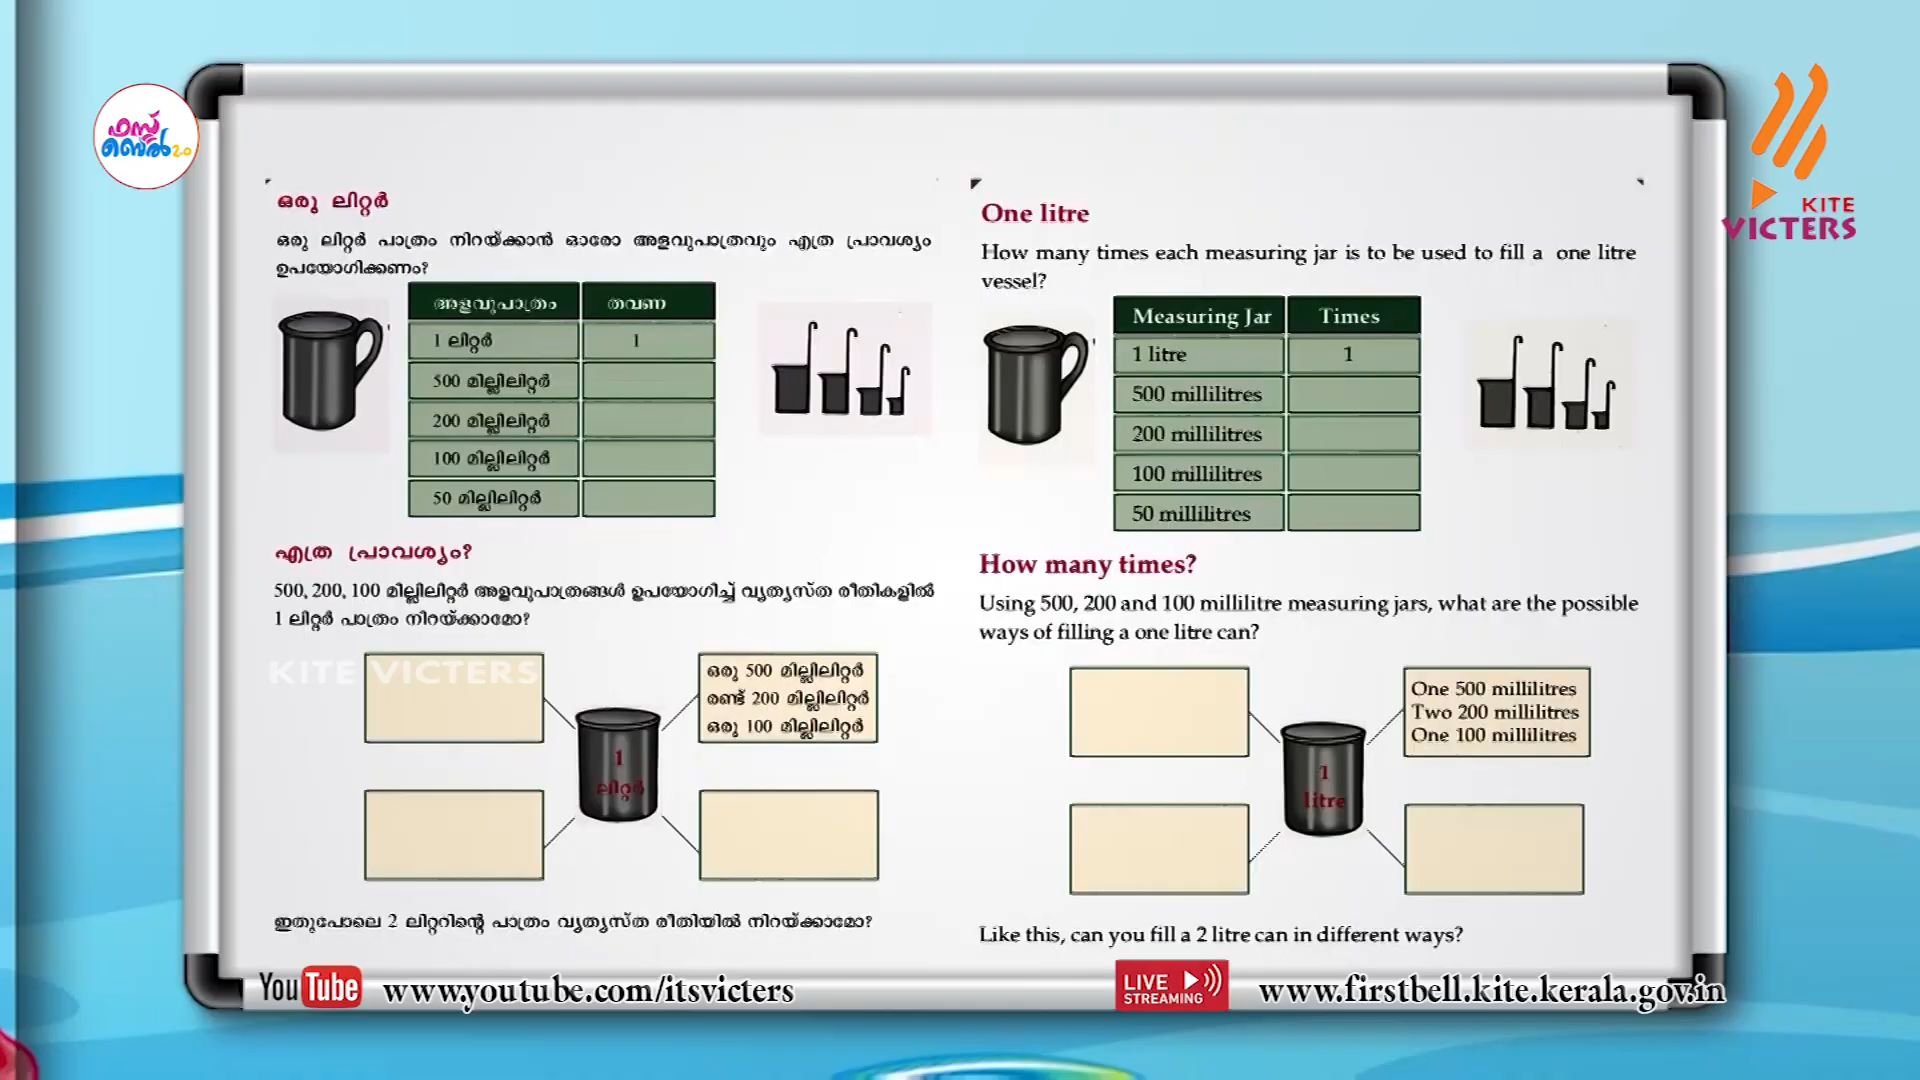 ഫസ്റ്റ്
ബെൽ 2.0
KITE
VICTERS
ഒരു ലിറ്റർ
ഒരു ലിറ്റർ പാത്രം നിറയ്ക്കാൻ ഓരോ അളവുപാത്രവും എത്ര പ്രാവശ്യം
ഉപയോഗിക്കണം?
അളവുപാത്രം തവണ
1 ലിറ്റർ 1
500 മില്ലിലിറ്റർ
200 മില്ലിലിറ്റർ
100 മില്ലിലിറ്റർ
50 മില്ലിലിറ്റർ
എത്ര പ്രാവശ്യം?
500, 200, 100 മില്ലിലിറ്റർ അളവുപാത്രങ്ങൾ ഉപയോഗിച്ച് വ്യത്യസ്ത രീതികളിൽ
1 ലിറ്റർ പാത്രം നിറയ്ക്കാമോ?
KITE VICTERS
ഒരു 500 മില്ലിലിറ്റർ
രണ്ട് 200 മില്ലിലിറ്റർ
ഒരു 100 മില്ലിലിറ്റർ
1
ലിറ്റർ
ഇതുപോലെ 2 ലിറ്ററിന്റെ പാത്രം വ്യത്യസ്ത രീതിയിൽ നിറയ്ക്കാമോ?
One litre
How many times each measuring jar is to be used to fill a one litre
vessel?
Measuring Jar Times
1 litre 1
500 millilitres
200 millilitres
100 millilitres
50 millilitres
How many times?
Using 500, 200 and 100 millilitre measuring jars, what are the possible
ways of filling a one litre can?
One 500 millilitres
Two 200 millilitres
One 100 millilitres
1
litre
Like this, can you fill a 2 litre can in different ways?
YouTube www.youtube.com/itsvicters
LIVE
STREAMING
www.firstbell.kite.kerala.gov.in